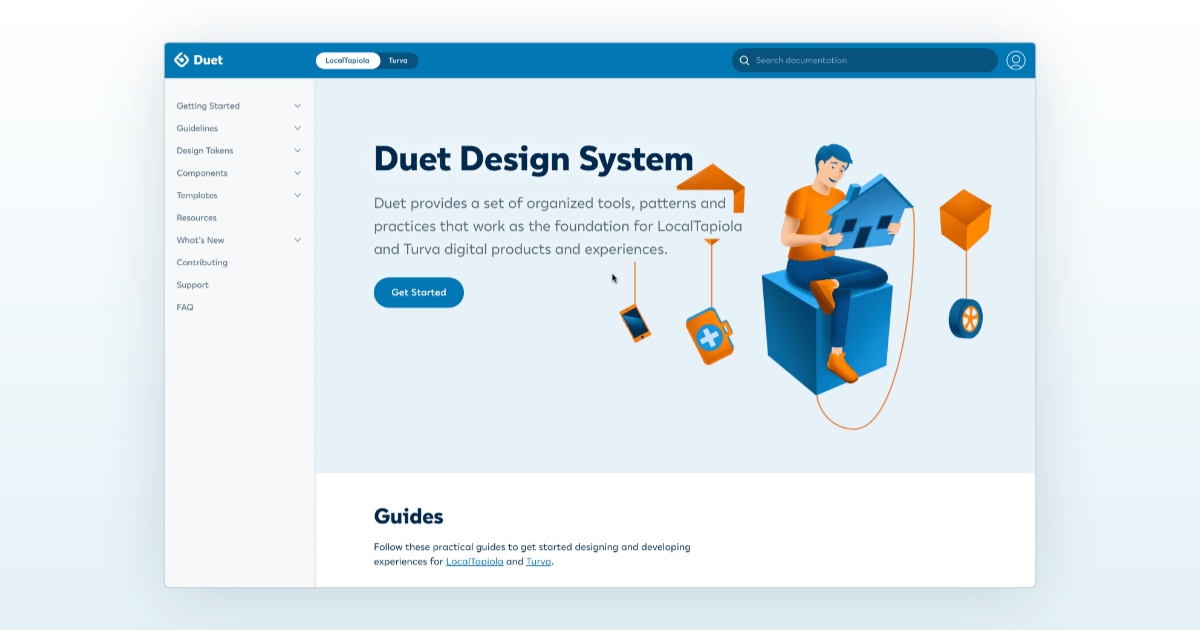 Duet
LocalTapiola Turva
Search documentation
Getting Started
Guidelines
Design Tokens
Components
Templates
Resources
What's New
Contributing
Support
FAQ
Duet Design System
Duet provides a set of organized tools, patterns and
practices that work as the foundation for LocalTapiola
and Turva digital products and experiences.
Get Started
Guides
Follow these practical guides to get started designing and developing
experiences for LocalTapiola and Turva.